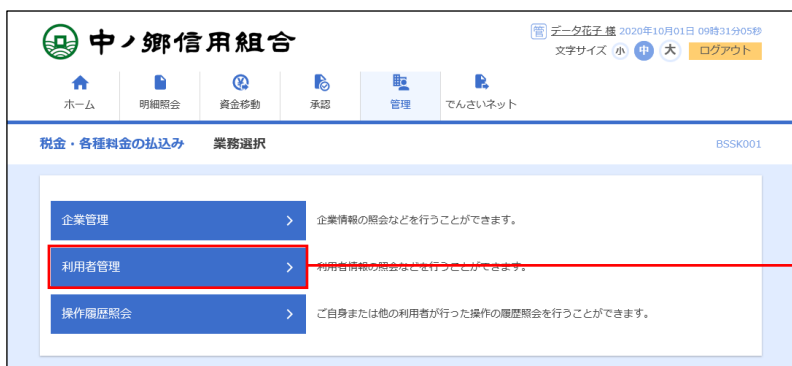 中ノ郷信用組合
管 データ花子 様 2020年10月01日 09時31分05秒
文字サイズ 小 中 大 ログアウト
ホーム 明細照会 資金移動 承認 管理 でんさいネット
税金・各種料金の払込み 業務選択 BSSK001
企業管理 企業情報の照会などを行うことができます。
利用者管理 利用者情報の照会などを行うことができます。
操作履歴照会 ご自身または他の利用者が行った操作の履歴照会を行うことができます。